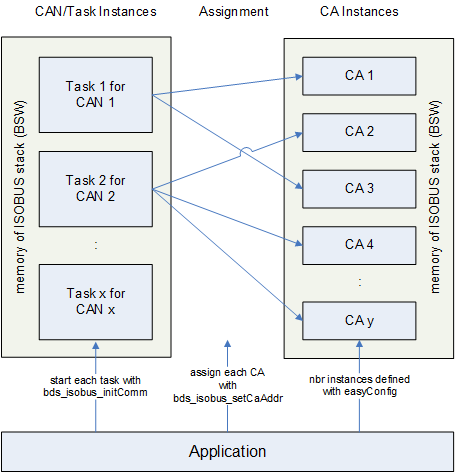 CAN/Task Instances
Assignment
CA Instances
memory of ISOBUS stack (BSW)
Task 1 for
CAN 1
Task 2 for
CAN 2
:
Task x for
CAN x
CA 1
CA 2
CA 3
CA 4
:
CA y
memory of ISOBUS stack (BSW)
start each task with
bds_isobus_initComm
assign each CA
with
bds_isobus_setCaAddr
nbr instances defined
with easyConfig
Application